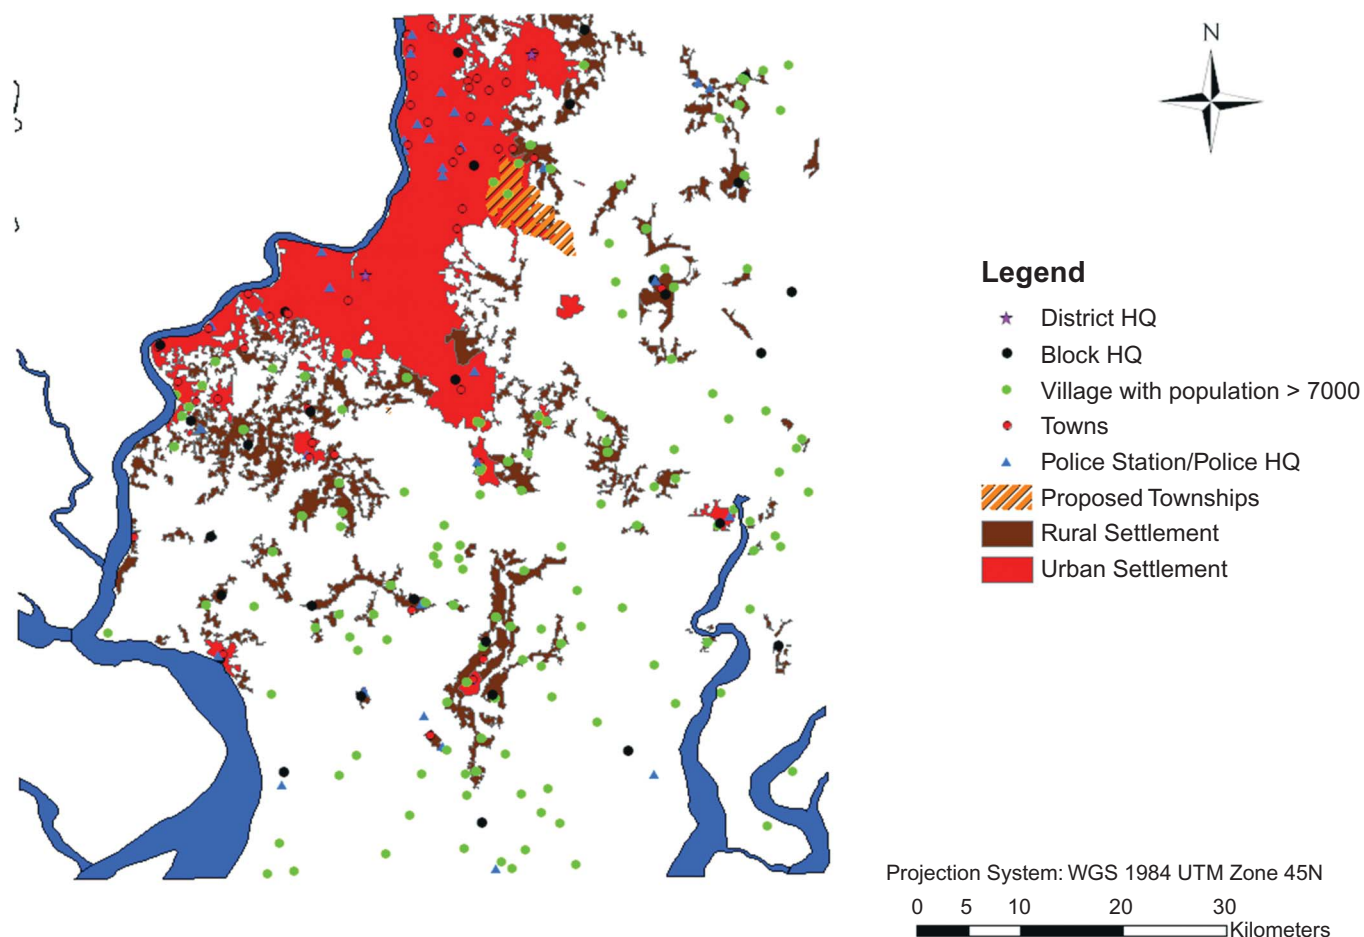 N
Legend
District HQ
Block HQ
Village with population > 7000
Towns
Police Station/Police HQ
Proposed Townships
Rural Settlement
Urban Settlement
Projection System: WGS 1984 UTM Zone 45N
0 5 10 20 30
Kilometers